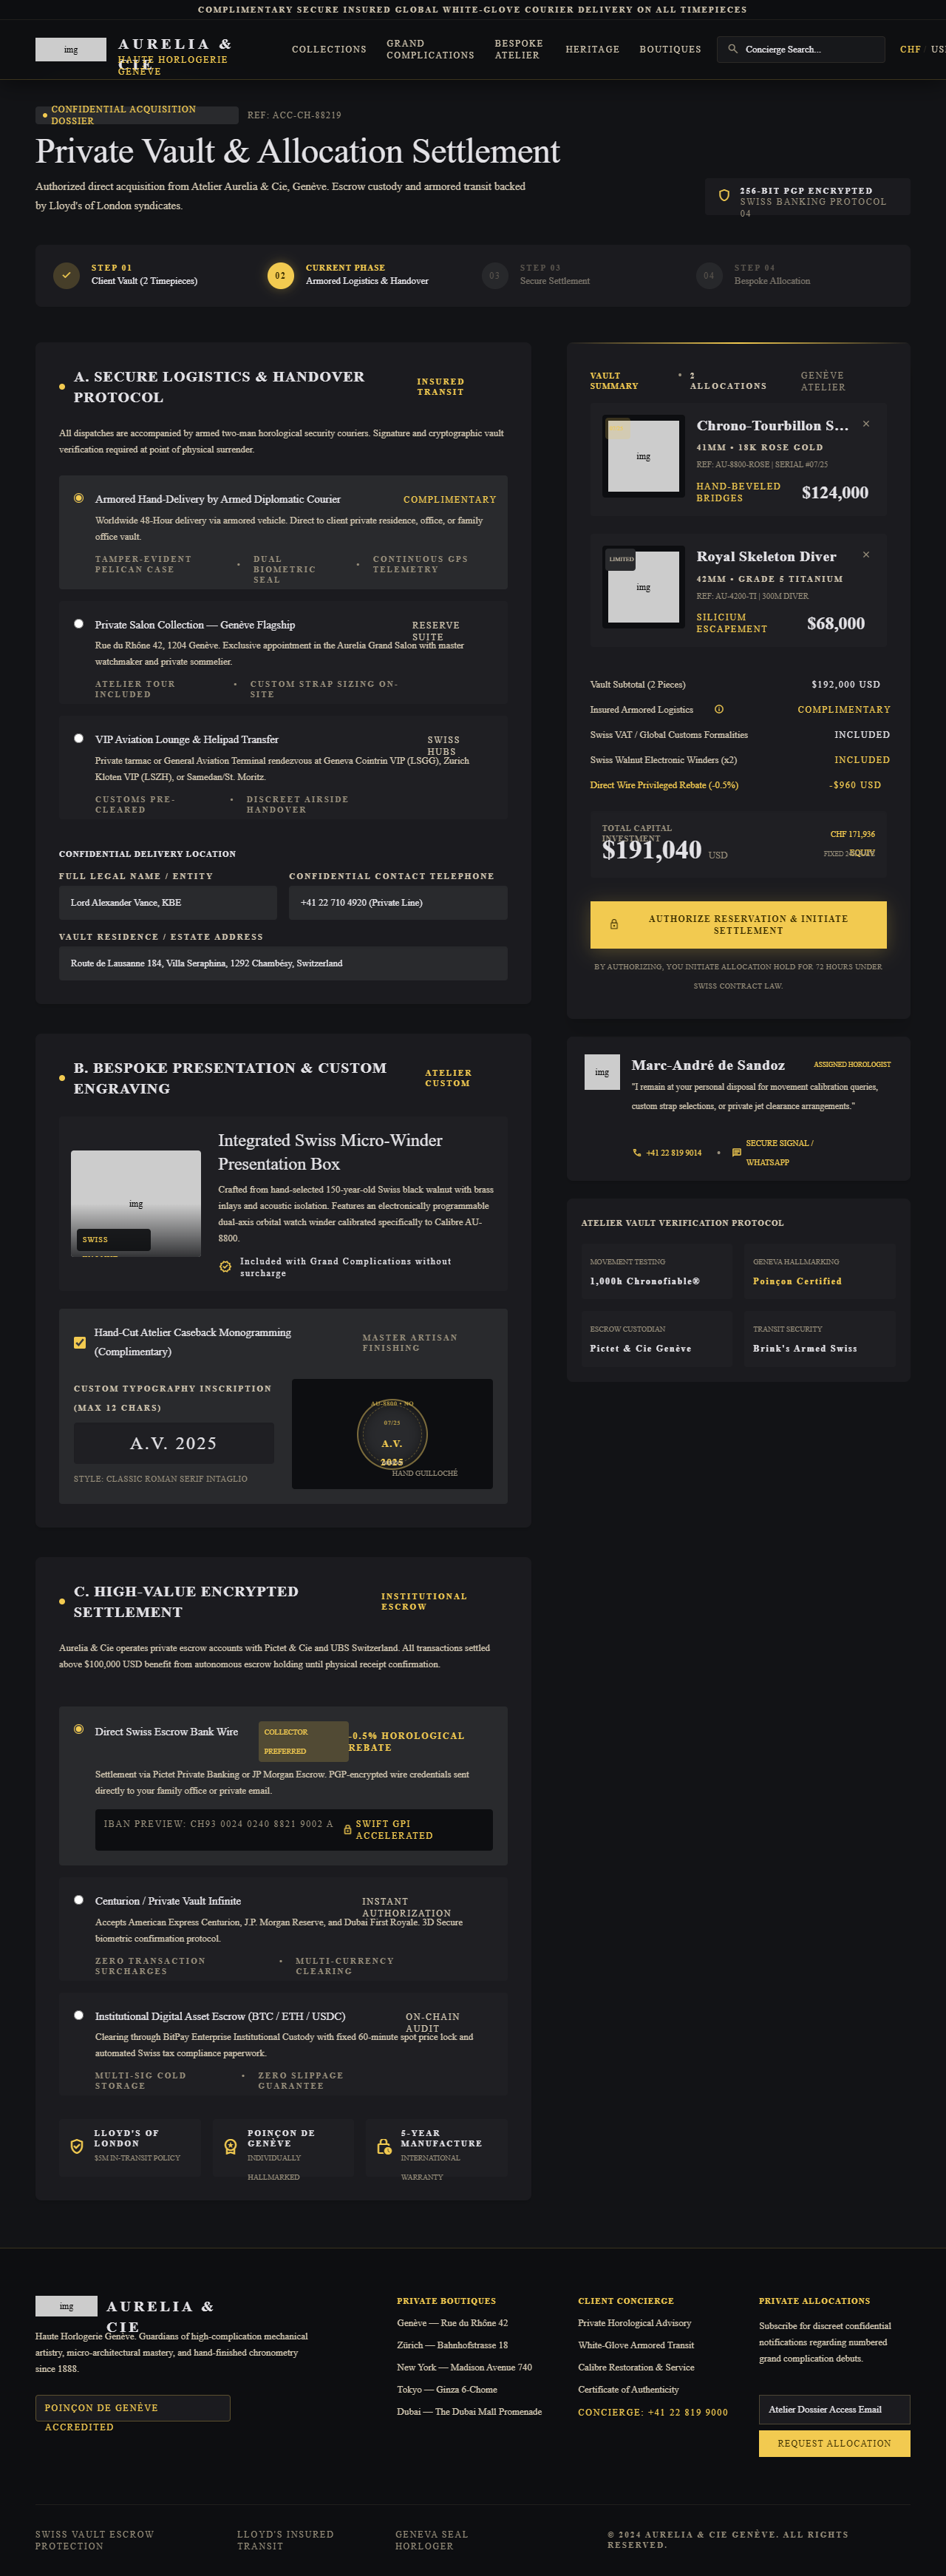 COMPLIMENTARY SECURE INSURED GLOBAL WHITE-GLOVE COURIER DELIVERY ON ALL TIMEPIECES
img
AURELIA &
CIE
HAUTE HORLOGERIE
GENÈVE
COLLECTIONS
GRAND
COMPLICATIONS
BESPOKE
ATELIER
HERITAGE
BOUTIQUES
Concierge Search...
CHF
CONFIDENTIAL ACQUISITION
DOSSIER
REF: ACC-CH-88219
Private Vault & Allocation Settlement
Authorized direct acquisition from Atelier Aurelia & Cie, Genève. Escrow custody and armored transit backed
by Lloyd's of London syndicates.
256-BIT PGP ENCRYPTED
SWISS BANKING PROTOCOL
04
STEP 01
Client Vault (2 Timepieces)
02
CURRENT PHASE
Armored Logistics & Handover
03
STEP 03
Secure Settlement
04
STEP 04
Bespoke Allocation
A. SECURE LOGISTICS & HANDOVER
PROTOCOL
INSURED
TRANSIT
All dispatches are accompanied by armed two-man horological security couriers. Signature and cryptographic vault
verification required at point of physical surrender.
Armored Hand-Delivery by Armed Diplomatic Courier
COMPLIMENTARY
Worldwide 48-Hour delivery via armored vehicle. Direct to client private residence, office, or family
office vault.
TAMPER-EVIDENT
PELICAN CASE
•
DUAL
BIOMETRIC
SEAL
•
CONTINUOUS GPS
TELEMETRY
Private Salon Collection — Genève Flagship
RESERVE
SUITE
Rue du Rhône 42, 1204 Genève. Exclusive appointment in the Aurelia Grand Salon with master
watchmaker and private sommelier.
ATELIER TOUR
INCLUDED
•
CUSTOM STRAP SIZING ON-
SITE
VIP Aviation Lounge & Helipad Transfer
SWISS
HUBS
Private tarmac or General Aviation Terminal rendezvous at Geneva Cointrin VIP (LSGG), Zurich
Kloten VIP (LSZH), or Samedan/St. Moritz.
CUSTOMS PRE-
CLEARED
•
DISCREET AIRSIDE
HANDOVER
CONFIDENTIAL DELIVERY LOCATION
FULL LEGAL NAME / ENTITY
CONFIDENTIAL CONTACT TELEPHONE
Lord Alexander Vance, KBE
+41 22 710 4920 (Private Line)
VAULT RESIDENCE / ESTATE ADDRESS
Route de Lausanne 184, Villa Seraphina, 1292 Chambésy, Switzerland
B. BESPOKE PRESENTATION & CUSTOM
ENGRAVING
ATELIER
CUSTOM
img
SWISS
Integrated Swiss Micro-Winder
Presentation Box
Crafted from hand-selected 150-year-old Swiss black walnut with brass
inlays and acoustic isolation. Features an electronically programmable
dual-axis orbital watch winder calibrated specifically to Calibre AU-
8800.
Included with Grand Complications without
surcharge
Hand-Cut Atelier Caseback Monogramming
(Complimentary)
MASTER ARTISAN
FINISHING
CUSTOM TYPOGRAPHY INSCRIPTION
(MAX 12 CHARS)
A.V. 2025
STYLE: CLASSIC ROMAN SERIF INTAGLIO
AU-8800 • NO
07/25
A.V.
2025
HAND GUILLOCHÉ
C. HIGH-VALUE ENCRYPTED
SETTLEMENT
INSTITUTIONAL
ESCROW
Aurelia & Cie operates private escrow accounts with Pictet & Cie and UBS Switzerland. All transactions settled
above $100,000 USD benefit from autonomous escrow holding until physical receipt confirmation.
Direct Swiss Escrow Bank Wire
COLLECTOR
PREFERRED
-0.5% HOROLOGICAL
REBATE
Settlement via Pictet Private Banking or JP Morgan Escrow. PGP-encrypted wire credentials sent
directly to your family office or private email.
IBAN PREVIEW: CH93 0024 0240 8821 9002 A
SWIFT GPI
ACCELERATED
Centurion / Private Vault Infinite
INSTANT
AUTHORIZATION
Accepts American Express Centurion, J.P. Morgan Reserve, and Dubai First Royale. 3D Secure
biometric confirmation protocol.
ZERO TRANSACTION
SURCHARGES
•
MULTI-CURRENCY
CLEARING
Institutional Digital Asset Escrow (BTC / ETH / USDC)
ON-CHAIN
AUDIT
Clearing through BitPay Enterprise Institutional Custody with fixed 60-minute spot price lock and
automated Swiss tax compliance paperwork.
MULTI-SIG COLD
STORAGE
•
ZERO SLIPPAGE
GUARANTEE
LLOYD'S OF
LONDON
$5M IN-TRANSIT POLICY
POINÇON DE
GENÈVE
INDIVIDUALLY
HALLMARKED
5-YEAR
MANUFACTURE
INTERNATIONAL
WARRANTY
VAULT
SUMMARY
•
2
ALLOCATIONS
GENÈVE
ATELIER
img
Chrono-Tourbillon S...
41MM • 18K ROSE GOLD
REF: AU-8800-ROSE | SERIAL #07/25
HAND-BEVELED
BRIDGES
$124,000
LIMITED
img
Royal Skeleton Diver
42MM • GRADE 5 TITANIUM
REF: AU-4200-TI | 300M DIVER
SILICIUM
ESCAPEMENT
$68,000
Vault Subtotal (2 Pieces)
$192,000 USD
Insured Armored Logistics
COMPLIMENTARY
Swiss VAT / Global Customs Formalities
INCLUDED
Swiss Walnut Electronic Winders (x2)
INCLUDED
Direct Wire Privileged Rebate (-0.5%)
-$960 USD
TOTAL CAPITAL
INVESTMENT
$191,040 USD
CHF 171,936
EQUIV
FIXED
AUTHORIZE RESERVATION & INITIATE
SETTLEMENT
BY AUTHORIZING, YOU INITIATE ALLOCATION HOLD FOR 72 HOURS UNDER
SWISS CONTRACT LAW.
img
Marc-André de Sandoz
ASSIGNED HOROLOGIST
"I remain at your personal disposal for movement calibration queries,
custom strap selections, or private jet clearance arrangements."
+41 22 819 9014
•
SECURE SIGNAL /
WHATSAPP
ATELIER VAULT VERIFICATION PROTOCOL
MOVEMENT TESTING
1,000h Chronofiable®
GENEVA HALLMARKING
Poinçon Certified
ESCROW CUSTODIAN
Pictet & Cie Genève
TRANSIT SECURITY
Brink's Armed Swiss
img
AURELIA &
CIE
Haute Horlogerie Genève. Guardians of high-complication mechanical
artistry, micro-architectural mastery, and hand-finished chronometry
since 1888.
POINÇON DE GENÈVE
ACCREDITED
PRIVATE BOUTIQUES
Genève — Rue du Rhône 42
Zürich — Bahnhofstrasse 18
New York — Madison Avenue 740
Tokyo — Ginza 6-Chome
Dubai — The Dubai Mall Promenade
CLIENT CONCIERGE
Private Horological Advisory
White-Glove Armored Transit
Calibre Restoration & Service
Certificate of Authenticity
CONCIERGE: +41 22 819 9000
PRIVATE ALLOCATIONS
Subscribe for discreet confidential
notifications regarding numbered
grand complication debuts.
Atelier Dossier Access Email
REQUEST ALLOCATION
SWISS VAULT ESCROW
PROTECTION
LLOYD'S INSURED
TRANSIT
GENEVA SEAL
HORLOGER
© 2024 AURELIA & CIE GENÈVE. ALL RIGHTS
RESERVED.